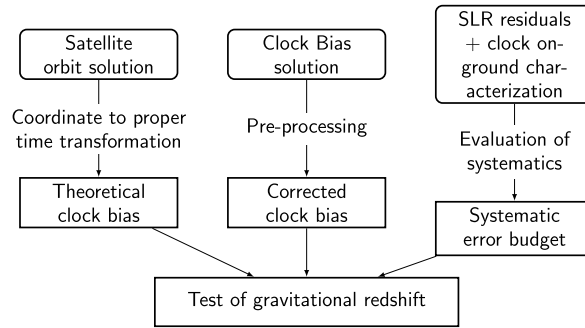 Satellite
orbit solution
Clock Bias
solution
SLR residuals
+ clock on-
ground char-
acterization
Coordinate to proper
time transformation
Pre-processing
Evaluation of
systematics
Theoretical
clock bias
Corrected
clock bias
Systematic
error budget
Test of gravitational redshift